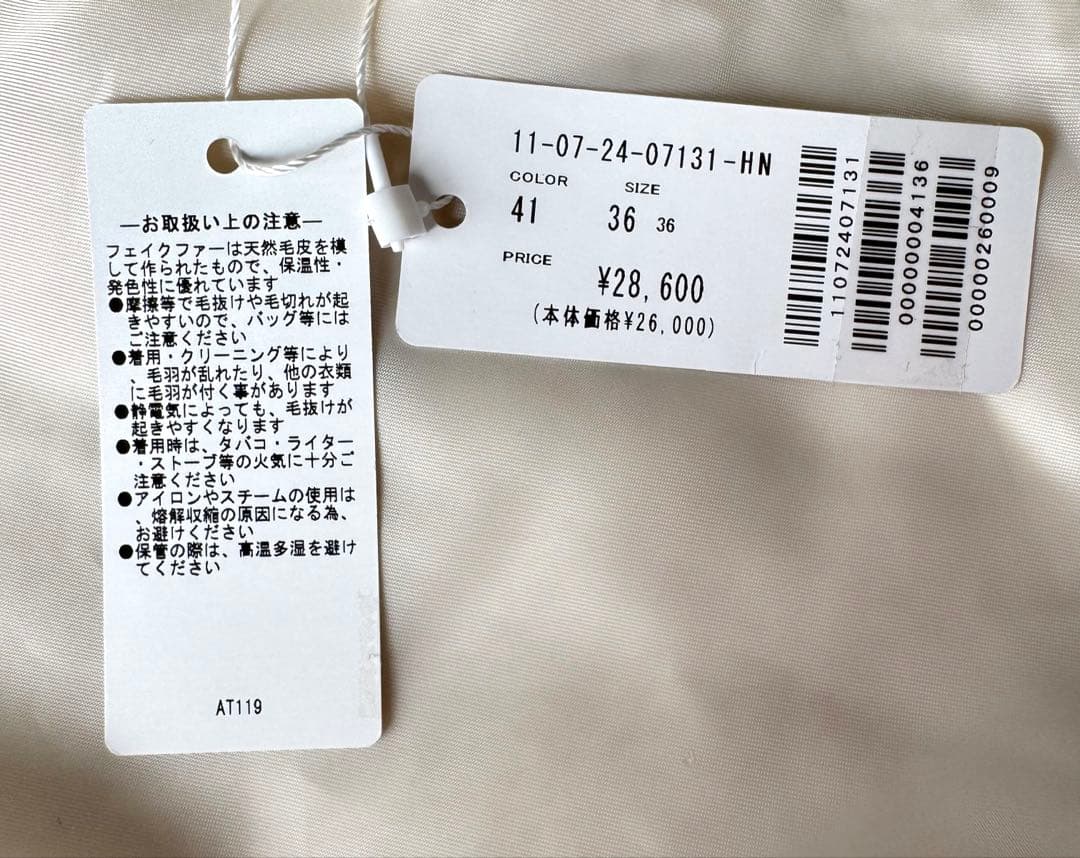 ―お取扱い上の注意―
フェイクファーは天然毛皮を模
して作られたもので、保温性・
発色性に優れています
●摩擦等で毛抜けや毛切れが起
きやすいので、バッグ等には
ご注意ください
●着用・クリーニング等により
、毛羽が乱れたり、他の衣類
に毛羽が付く事があります
●静電気によっても、毛抜けが
起きやすくなります
●着用時は、タバコ・ライター
・ストーブ等の火気に十分ご
注意ください
●アイロンやスチームの使用は
、熔解収縮の原因になる為、
お避けください
●保管の際は、高温多湿を避け
てください
AT119
11-07-24-07131-HN
COLOR SIZE
41 36 36
PRICE
¥28,600
(本体価格¥26,000)
11072407131
000000004136
0000026​0009